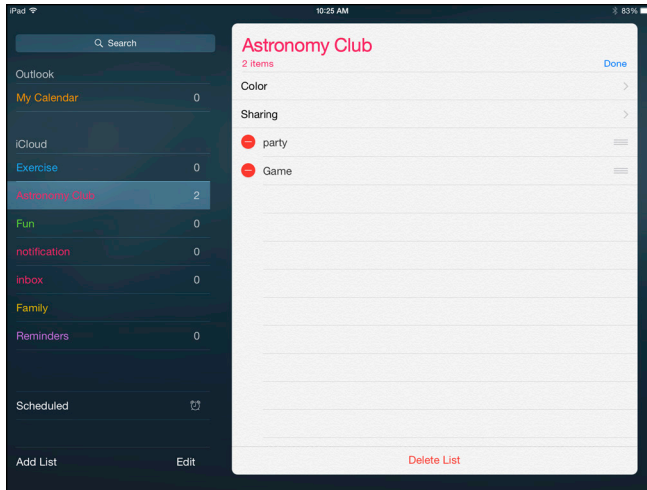 iPad 10:25 AM 83%
Search
Outlook
My Calendar 0
iCloud
Exercise 0
Astronomy Club 2
Fun 0
notification 0
inbox 0
Family
Reminders 0
Scheduled
Add List Edit
Astronomy Club
2 items Done
Color
Sharing
party
Game
Delete List